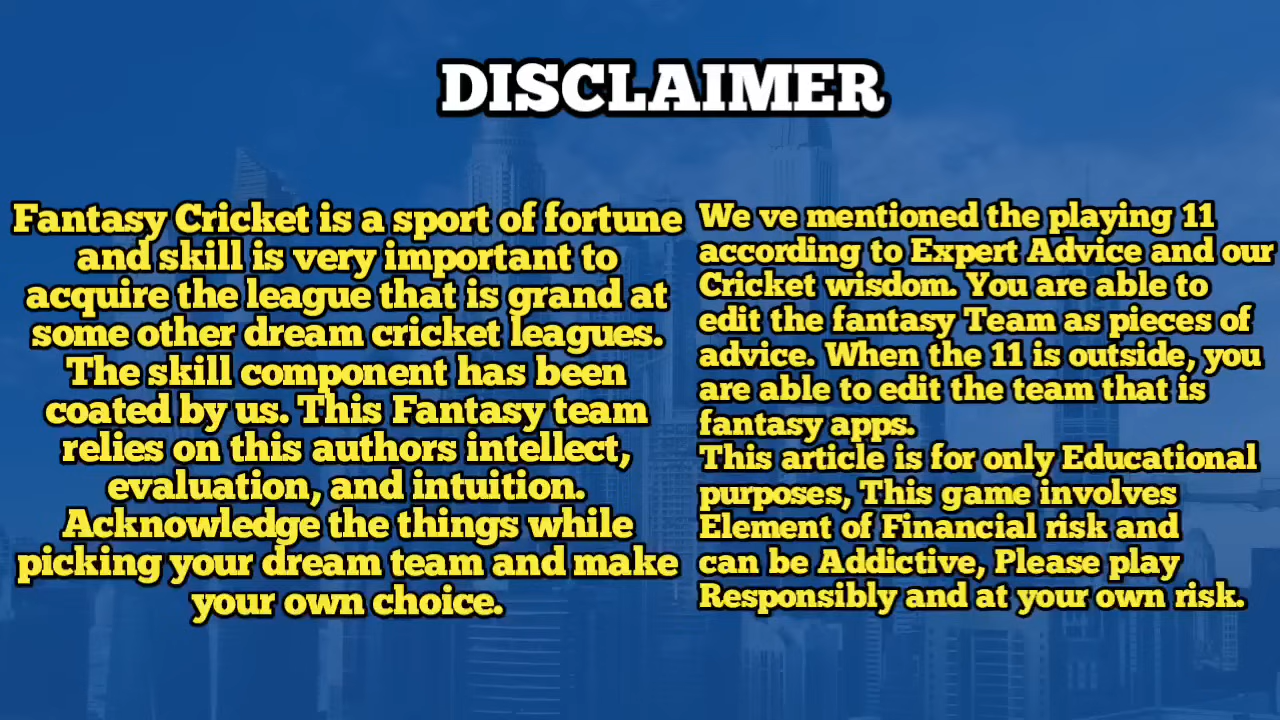 DISCLAIMER
Fantasy Cricket is a sport of fortune
and skill is very important to
acquire the league that is grand at
some other dream cricket leagues.
The skill component has been
coated by us. This Fantasy team
relies on this authors intellect,
evaluation, and intuition.
Acknowledge the things while
picking your dream team and make
your own choice.
We ve mentioned the playing 11
according to Expert Advice and our
Cricket wisdom. You are able to
edit the fantasy Team as pieces of
advice. When the 11 is outside, you
are able to edit the team that is
fantasy apps.
This article is for only Educational
purposes, This game involves
Element of Financial risk and
can be Addictive, Please play
Responsibly and at your own risk.